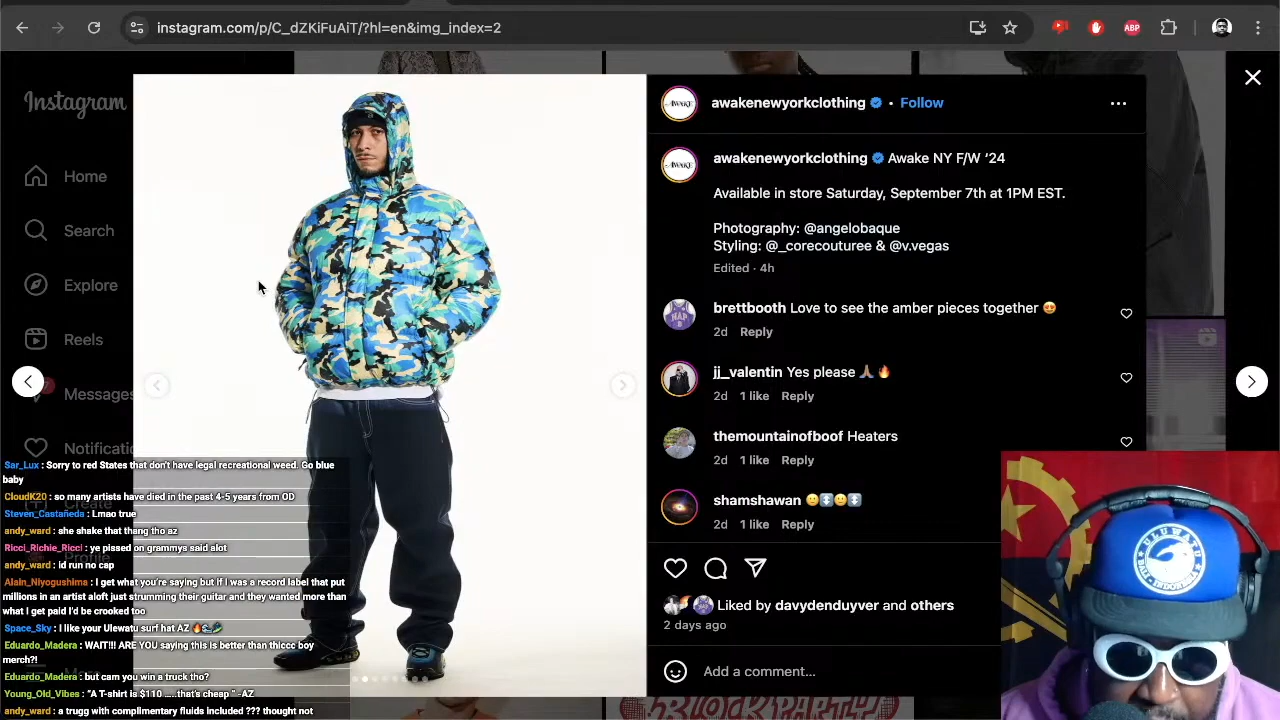 instagram.com/p/C_dZKiFuAiT/?hl=en&img_index=2
ABP
Instagram
Home
Search
Explore
Reels
Messages
Notificatio
awakenewyorkclothing • Follow
AWAKE
awakenewyorkclothing Awake NY F/W ‘24
AWAKE
Available in store Saturday, September 7th at 1PM EST.
Photography: @angelobaque
Styling: @_corecouturee & @v.vegas
Edited · 4h
brettbooth Love to see the amber pieces together 😍
2d Reply
jj_valentin Yes please 🙏🏽🔥
2d 1 like Reply
themountainofboof Heaters
2d 1 like Reply
shamshawan 🙂↕️🙂↕️
2d 1 like Reply
Liked by davydenduyver and others
2 days ago
Add a comment...
Sar_Lux : Sorry to red States that don't have legal recreational weed. Go blue
baby
CloudK20 : so many artists have died in the past 4-5 years from OD
Steven_Castañeda : Lmao true
andy_ward : she shake that thang tho az
Ricci_Richie_Ricci : ye pissed on grammys said alot
andy_ward : id run no cap
Alain_Niyogushima : I get what you're saying but if I was a record label that put
millions in an artist aloft just strumming their guitar and they wanted more than
what I get paid I'd be crooked too
Space_Sky : I like your Ulewatu surf hat AZ 🔥🌊🏄
Eduardo_Madera : WAIT!!! ARE YOU saying this is better than thiccc boy
merch?!
Eduardo_Madera : but cam you win a truck tho?
Young_Old_Vibes : "A T-shirt is $110 .....that's cheap " -AZ
andy_ward : a trugg with complimentary fluids included ??? thought not
ULUWATU
BALI - INDONESIA
BLOCK PARTY